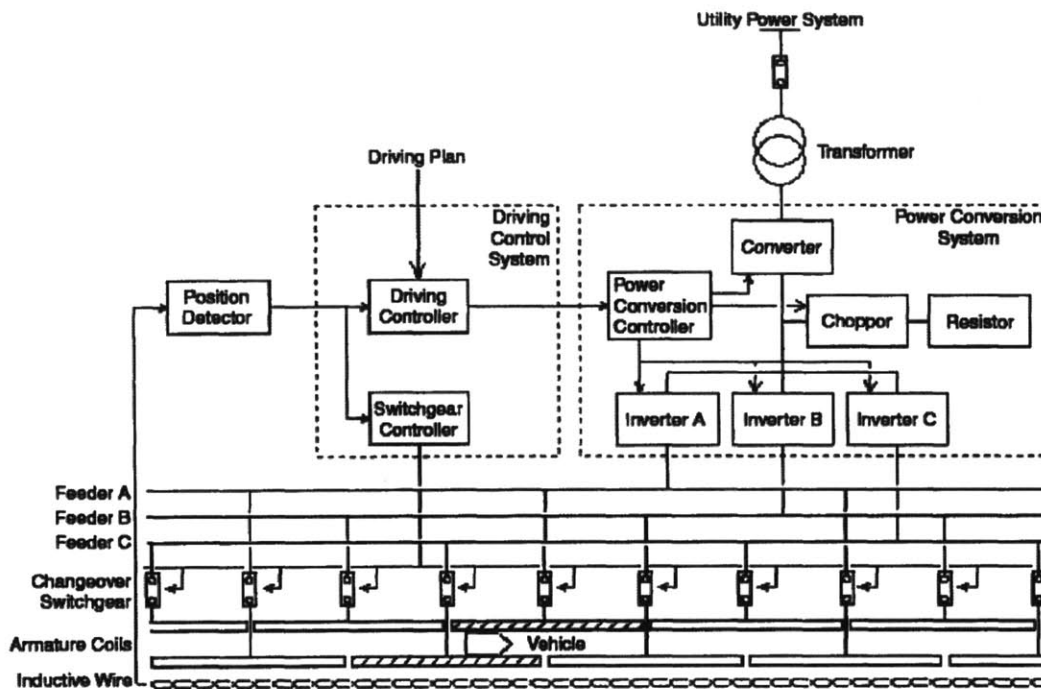 Utility Power System
Transformer
Driving Plan
Driving
Control
System
Power Conversion
System
Converter
Position
Detector
Driving
Controller
Power
Conversion
Controller
Choppor
Resistor
Switchgear
Controller
Inverter A
Inverter B
Inverter C
Feeder A
Feeder B
Feeder C
Changeover
Switchgear
Armature Coils
Vehicle
Inductive Wire